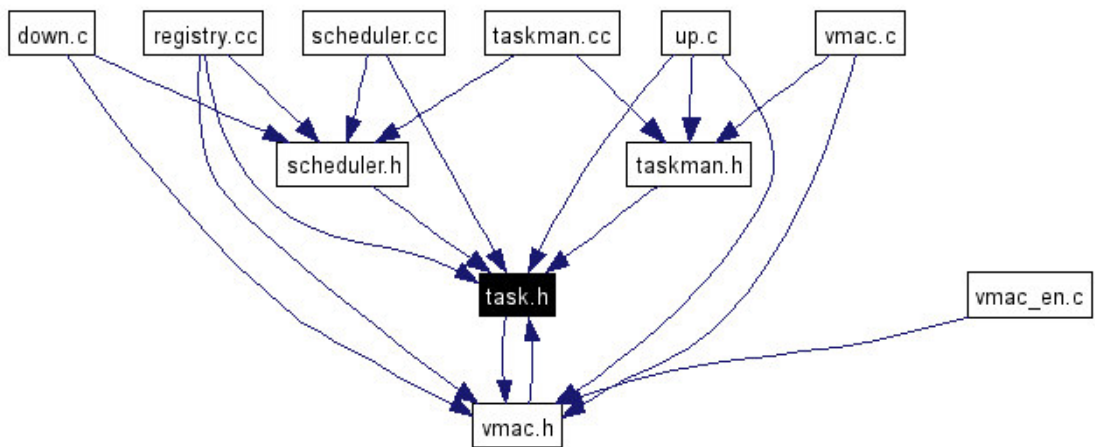 down.c
registry.cc
scheduler.cc
taskman.cc
up.c
vmac.c
scheduler.h
taskman.h
task.h
vmac_en.c
vmac.h